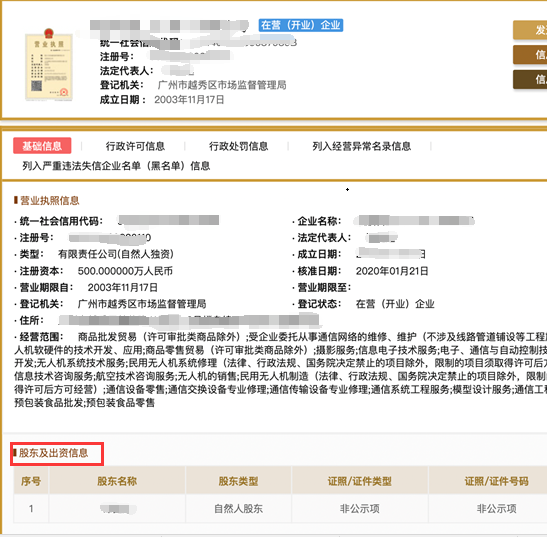 营业执照
在营（开业）企业
统一社会信用代码：
注册号：
法定代表人：
登记机关： 广州市越秀区市场监督管理局
成立日期： 2003年11月17日
发
信
信
基础信息 行政许可信息 行政处罚信息 列入经营异常名录信息
列入严重违法失信企业名单（黑名单）信息
营业执照信息
· 统一社会信用代码： · 企业名称：
· 注册号： · 法定代表人：
· 类型： 有限责任公司(自然人独资) · 成立日期：
· 注册资本： 500.000000万人民币 · 核准日期： 2020年01月21日
· 营业期限自： 2003年11月17日 · 营业期限至：
· 登记机关： 广州市越秀区市场监督管理局 · 登记状态： 在营（开业）企业
· 住所：
· 经营范围： 商品批发贸易（许可审批类商品除外）;受企业委托从事通信网络的维修、维护（不涉及线路管道铺设等工程
人机软硬件的技术开发、应用;商品零售贸易（许可审批类商品除外）;摄影服务;信息电子技术服务;电子、通信与自动控制技
开发;无人机系统技术服务;民用无人机系统修理（法律、行政法规、国务院决定禁止的项目除外，限制的项目须取得许可后方
信息技术咨询服务;航空技术咨询服务;无人机的销售;民用无人机制造（法律、行政法规、国务院决定禁止的项目除外，限制
得许可后方可经营）;通信设备零售;通信交换设备专业修理;通信传输设备专业修理;通信系统工程服务;模型设计服务;通信工
预包装食品批发;预包装食品零售
股东及出资信息
序号 股东名称 股东类型 证照/证件类型 证照/证件号码
1 自然人股东 非公示项 非公示项